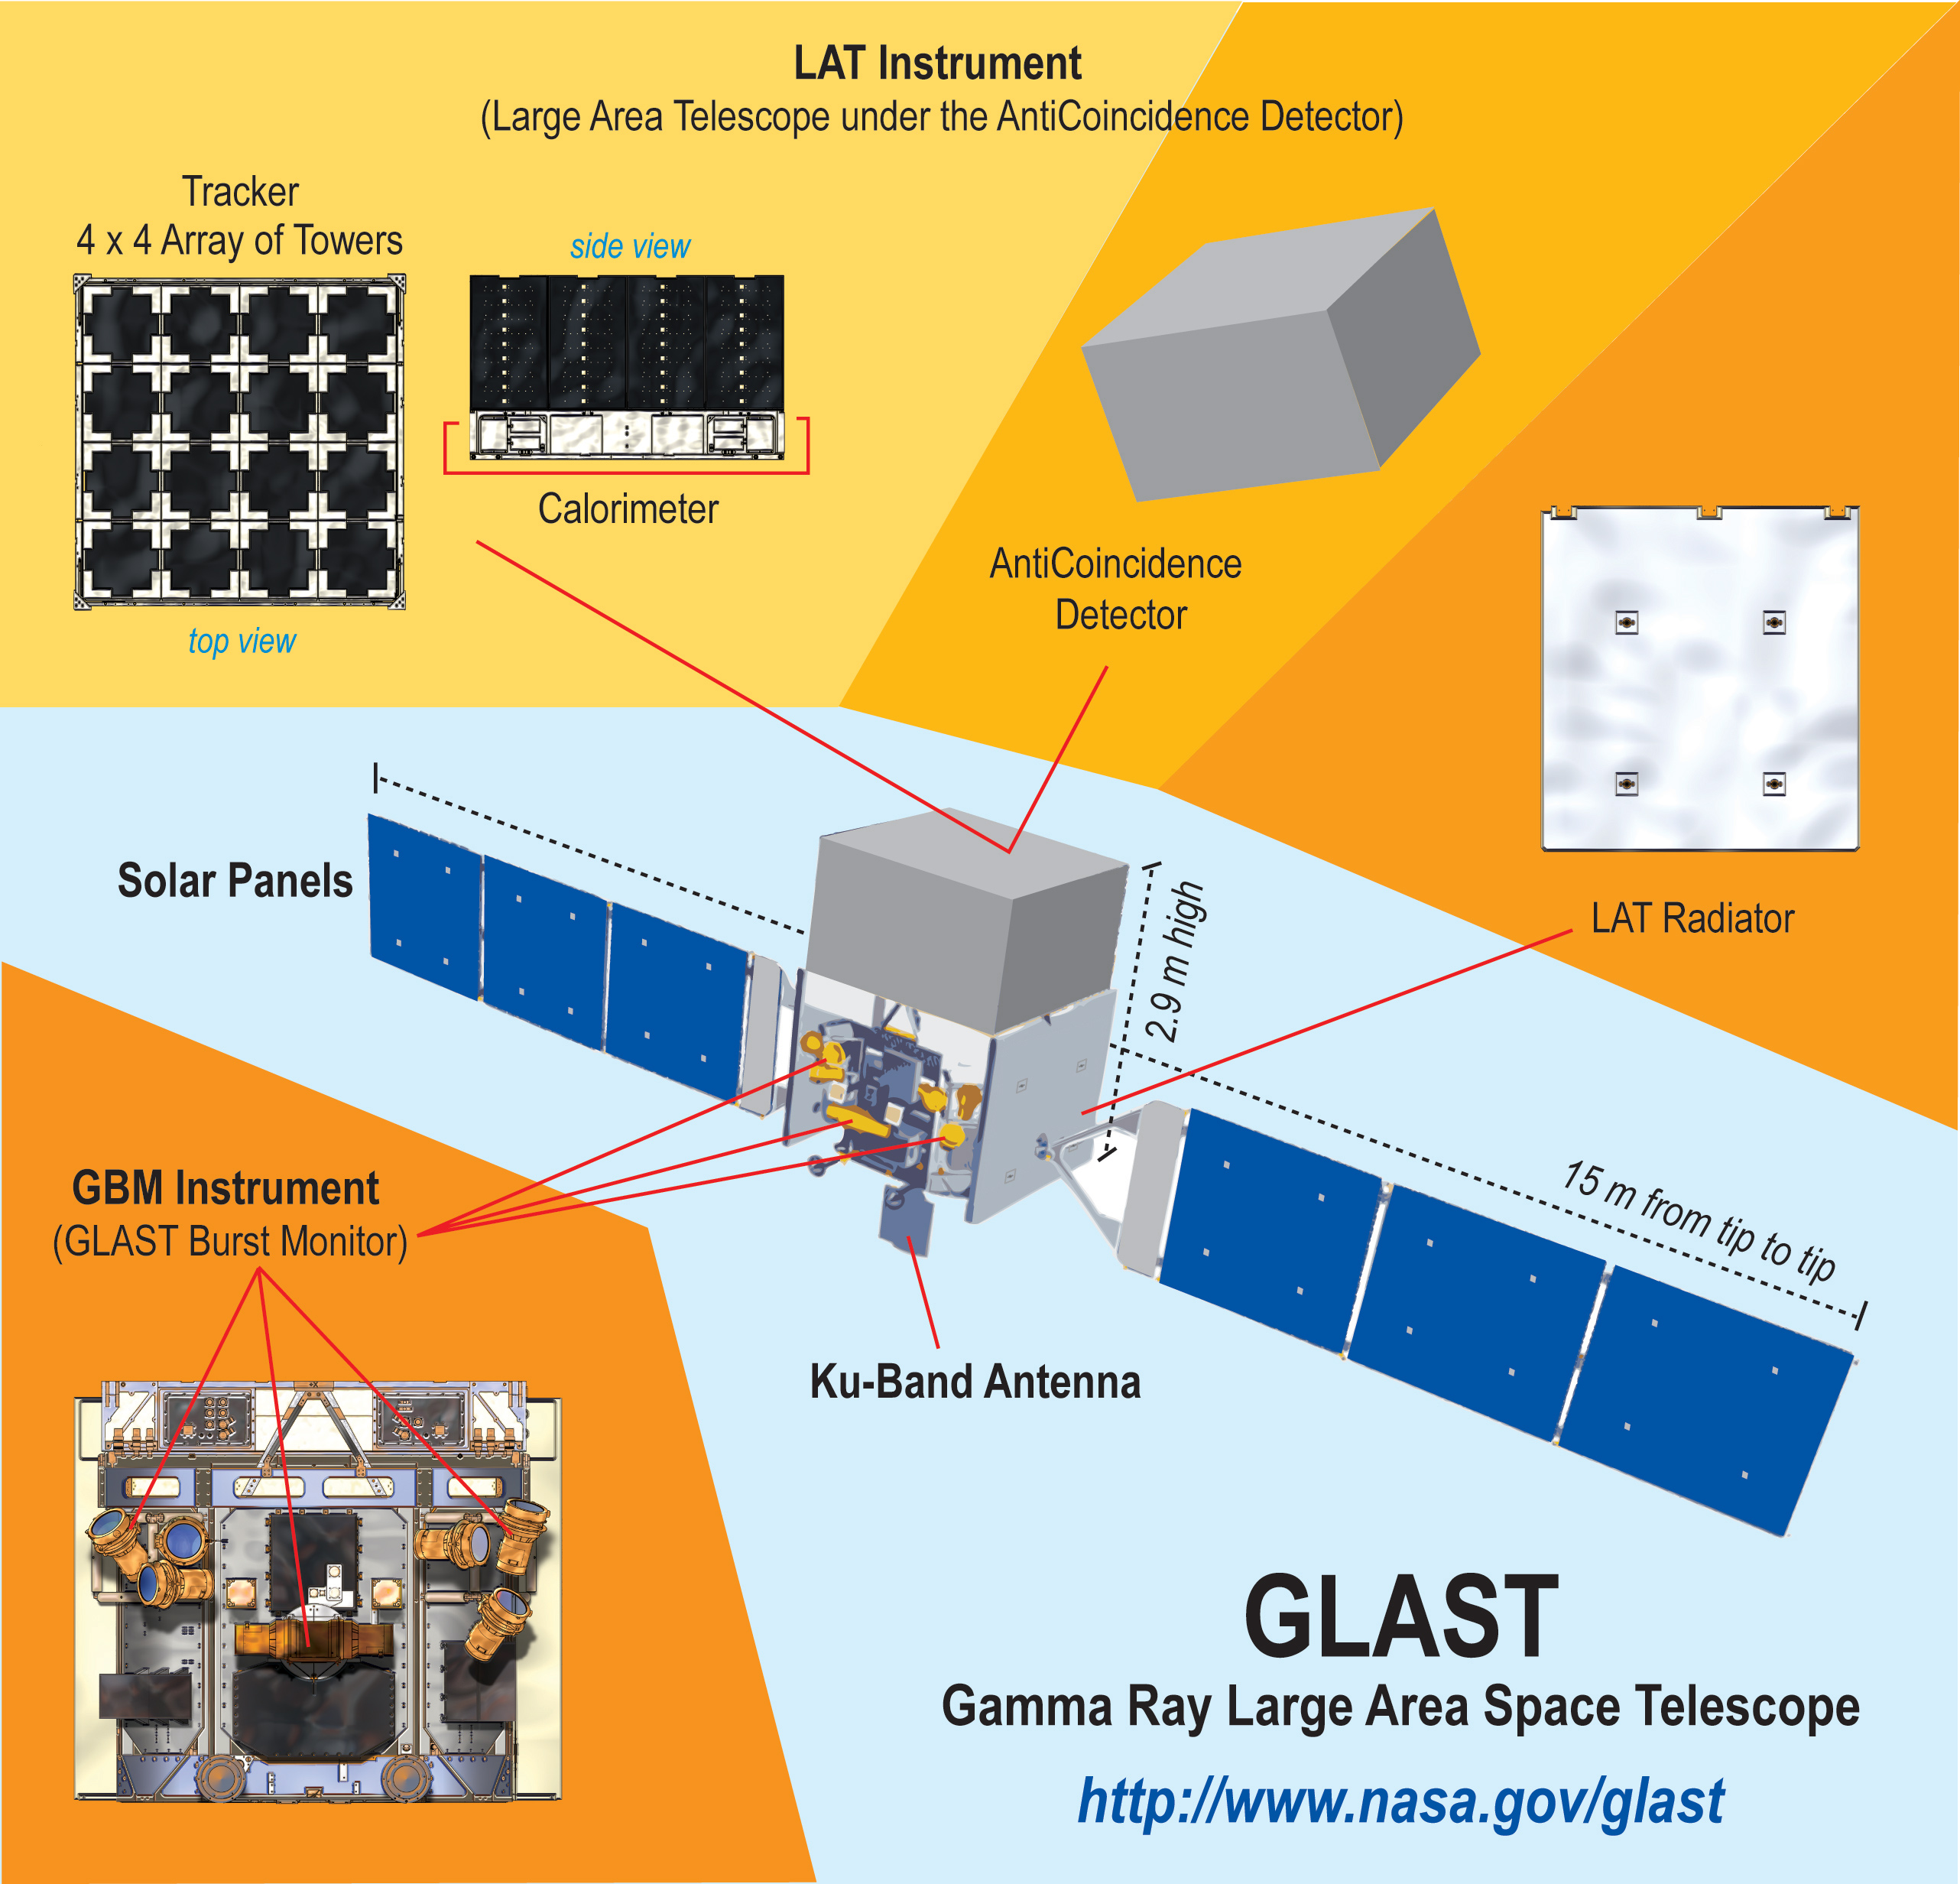 LAT Instrument
(Large Area Telescope under the AntiCoincidence Detector)
Tracker
4 x 4 Array of Towers
side view
Calorimeter
top view
AntiCoincidence
Detector
LAT Radiator
Solar Panels
2.9 m high
15 m from tip to tip
GBM Instrument
(GLAST Burst Monitor)
Ku-Band Antenna
+X
GLAST
Gamma Ray Large Area Space Telescope
http://www.nasa.gov/glast